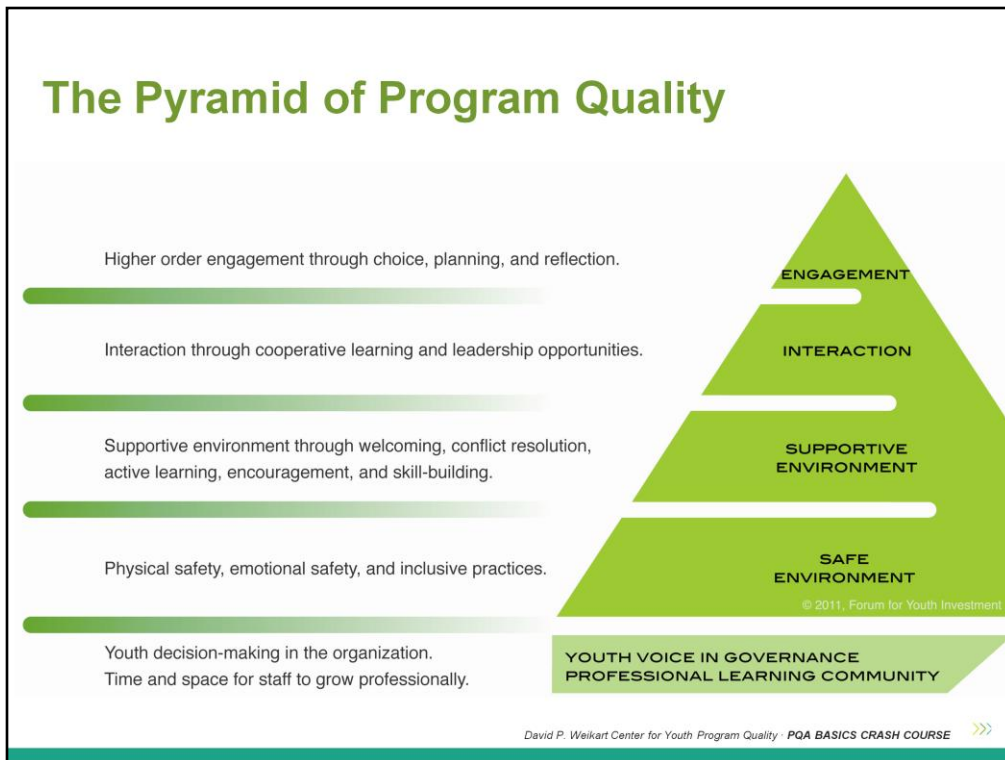 The Pyramid of Program Quality
Higher order engagement through choice, planning, and reflection.
ENGAGEMENT
Interaction through cooperative learning and leadership opportunities.
INTERACTION
Supportive environment through welcoming, conflict resolution,
active learning, encouragement, and skill-building.
SUPPORTIVE
ENVIRONMENT
Physical safety, emotional safety, and inclusive practices.
SAFE
ENVIRONMENT
© 2011, Forum for Youth Investment
Youth decision-making in the organization.
Time and space for staff to grow professionally.
YOUTH VOICE IN GOVERNANCE
PROFESSIONAL LEARNING COMMUNITY
David P. Weikart Center for Youth Program Quality · PQA BASICS CRASH COURSE